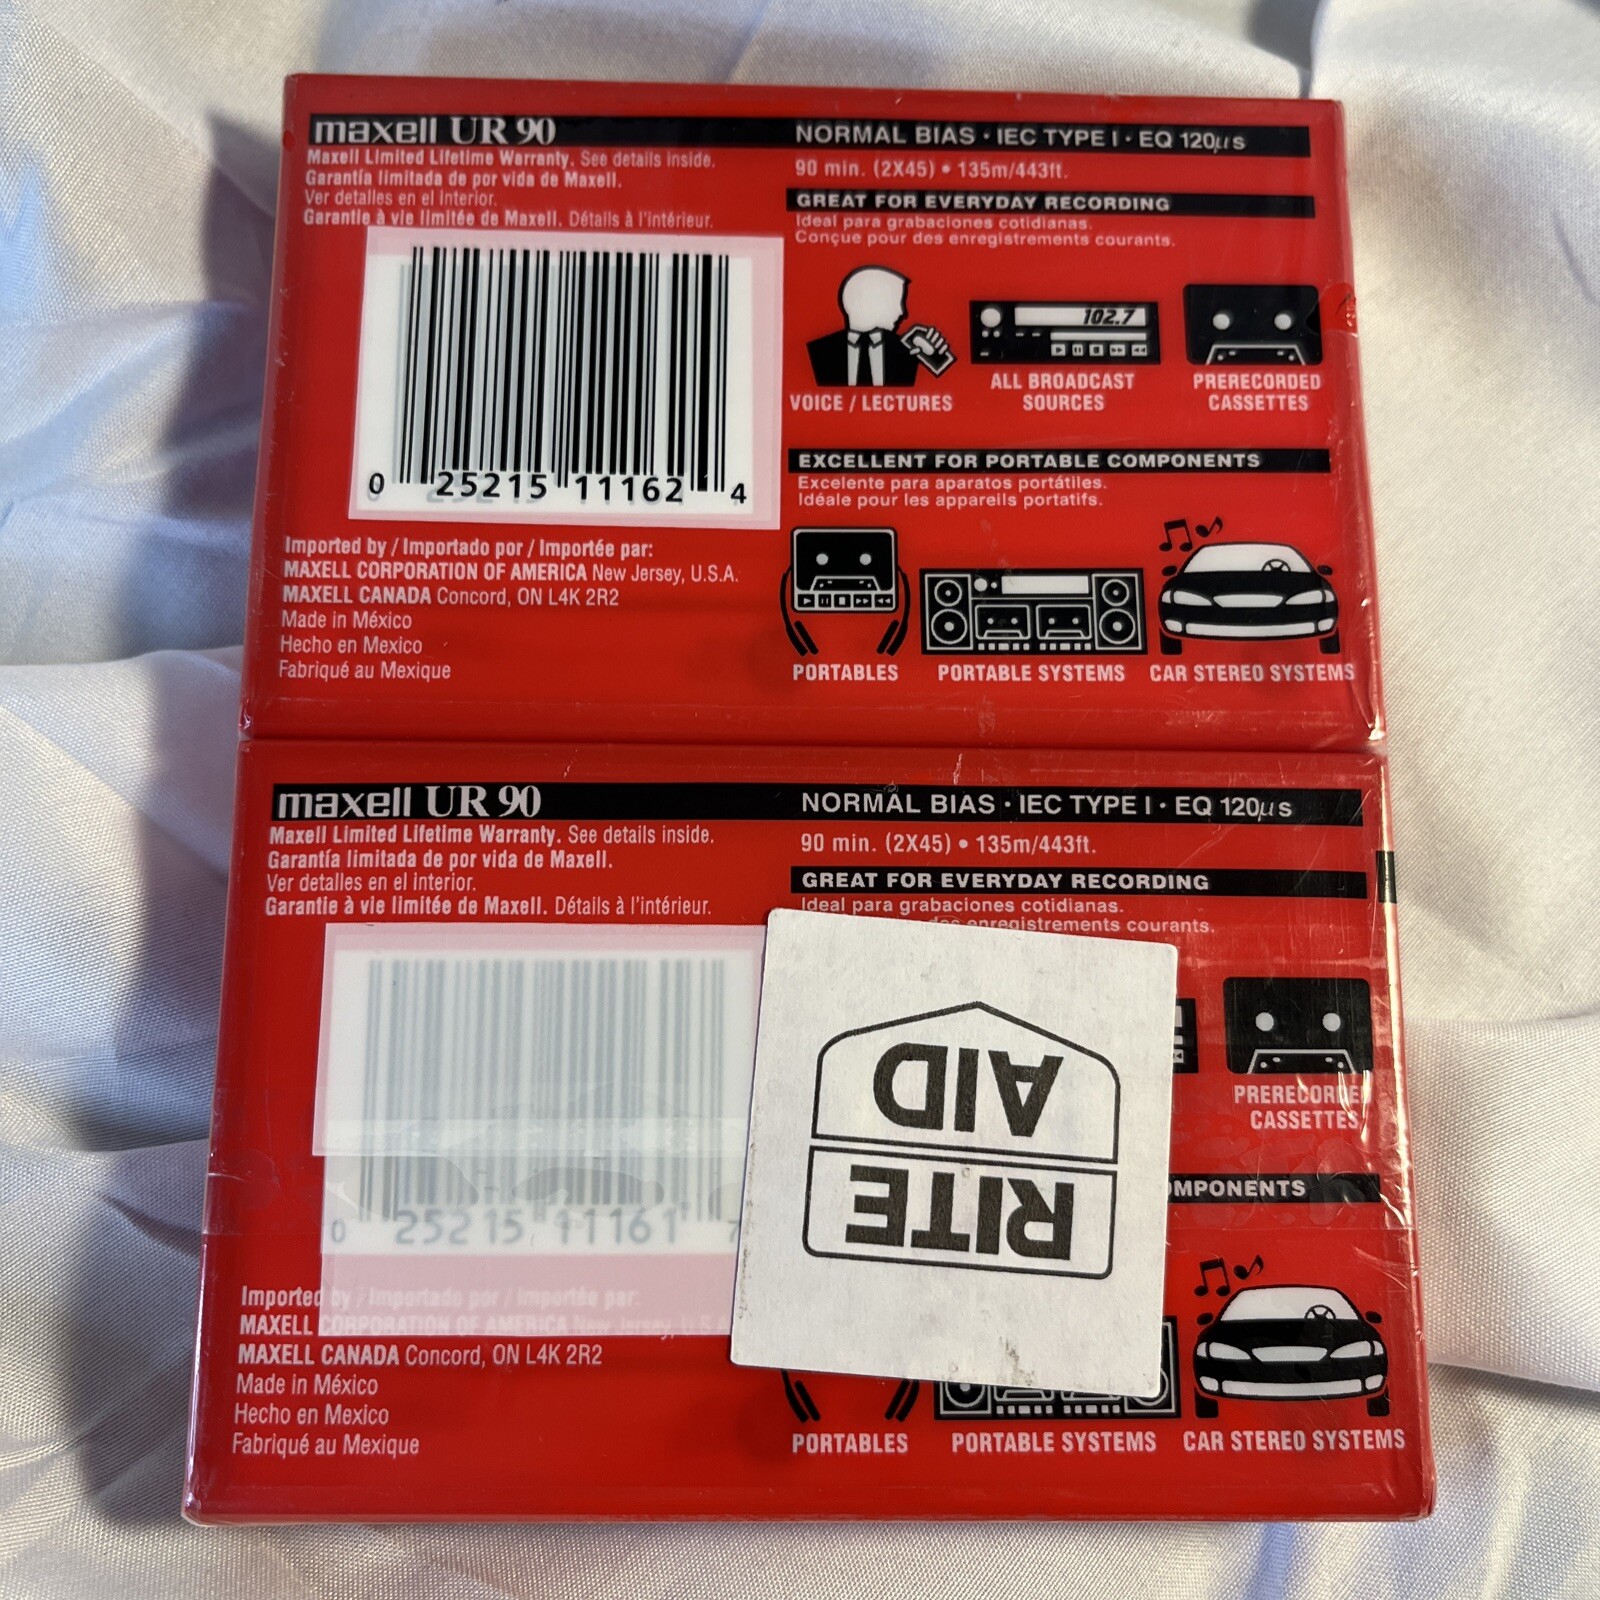 maxell UR 90
NORMAL BIAS · IEC TYPE I · EQ 120µs
Maxell Limited Lifetime Warranty. See details inside.
Garantía limitada de por vida de Maxell.
Ver detalles en el interior.
Garantie à vie limitée de Maxell. Détails à l'intérieur.
90 min. (2X45) • 135m/443ft.
GREAT FOR EVERYDAY RECORDING
Ideal para grabaciones cotidianas.
Conçue pour des enregistrements courants.
102.7
VOICE / LECTURES
ALL BROADCAST
SOURCES
PRERECORDED
CASSETTES
0 25215 11162 4
EXCELLENT FOR PORTABLE COMPONENTS
Excelente para aparatos portátiles.
Idéale pour les appareils portatifs.
PORTABLES
PORTABLE SYSTEMS
CAR STEREO SYSTEMS
Imported by / Importado por / Importée par:
MAXELL CORPORATION OF AMERICA New Jersey, U.S.A.
MAXELL CANADA Concord, ON L4K 2R2
Made in México
Hecho en Mexico
Fabriqué au Mexique
maxell UR 90
NORMAL BIAS · IEC TYPE I · EQ 120µs
Maxell Limited Lifetime Warranty. See details inside.
Garantía limitada de por vida de Maxell.
Ver detalles en el interior.
Garantie à vie limitée de Maxell. Détails à l'intérieur.
90 min. (2X45) • 135m/443ft.
GREAT FOR EVERYDAY RECORDING
Ideal para grabaciones cotidianas.
des enregistrements courants.
PRERECORDED
CASSETTES
0 25215 11161 7
OMPONENTS
RITE
AID
PORTABLES
PORTABLE SYSTEMS
CAR STEREO SYSTEMS
Imported by / Importado por / Importée par:
MAXELL CORPORATION OF AMERICA New Jersey, U.S.A
MAXELL CANADA Concord, ON L4K 2R2
Made in México
Hecho en Mexico
Fabriqué au Mexique